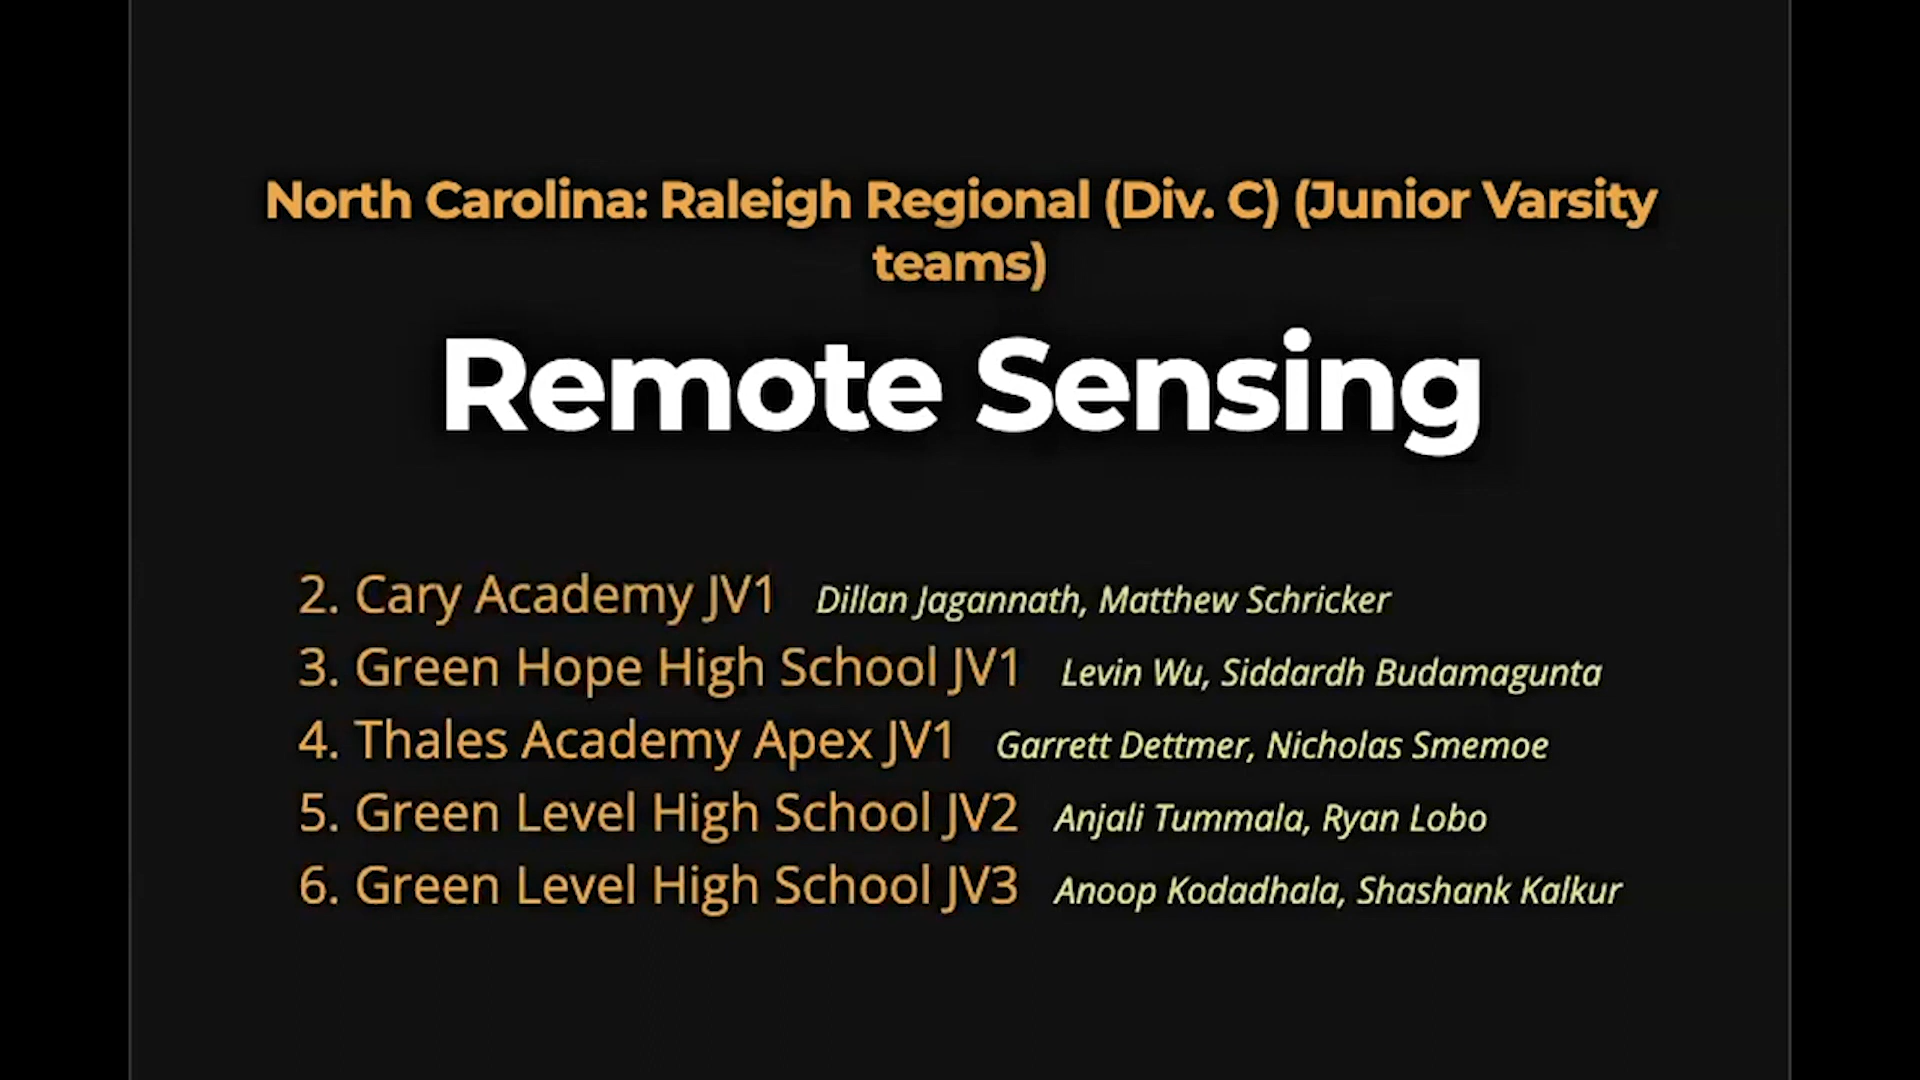 North Carolina: Raleigh Regional (Div. C) (Junior Varsity
teams)
Remote Sensing
2. Cary Academy JV1 Dillan Jagannath, Matthew Schricker
3. Green Hope High School JV1 Levin Wu, Siddardh Budamagunta
4. Thales Academy Apex JV1 Garrett Dettmer, Nicholas Smemoe
5. Green Level High School JV2 Anjali Tummala, Ryan Lobo
6. Green Level High School JV3 Anoop Kodadhala, Shashank Kalkur